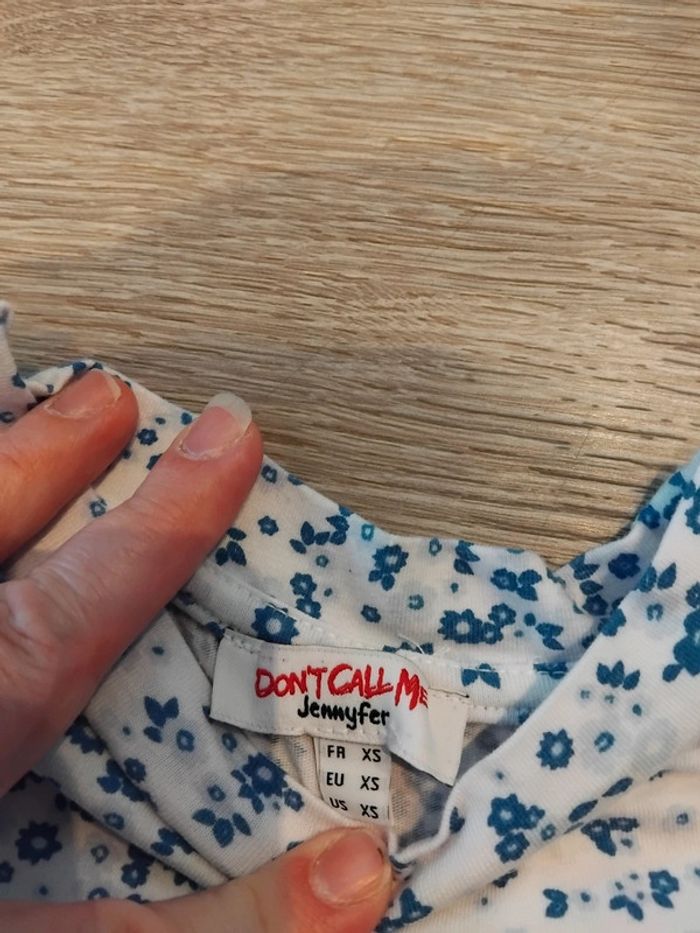 DON'T CALL ME
Jennyfer
FR XS
EU XS
US XS